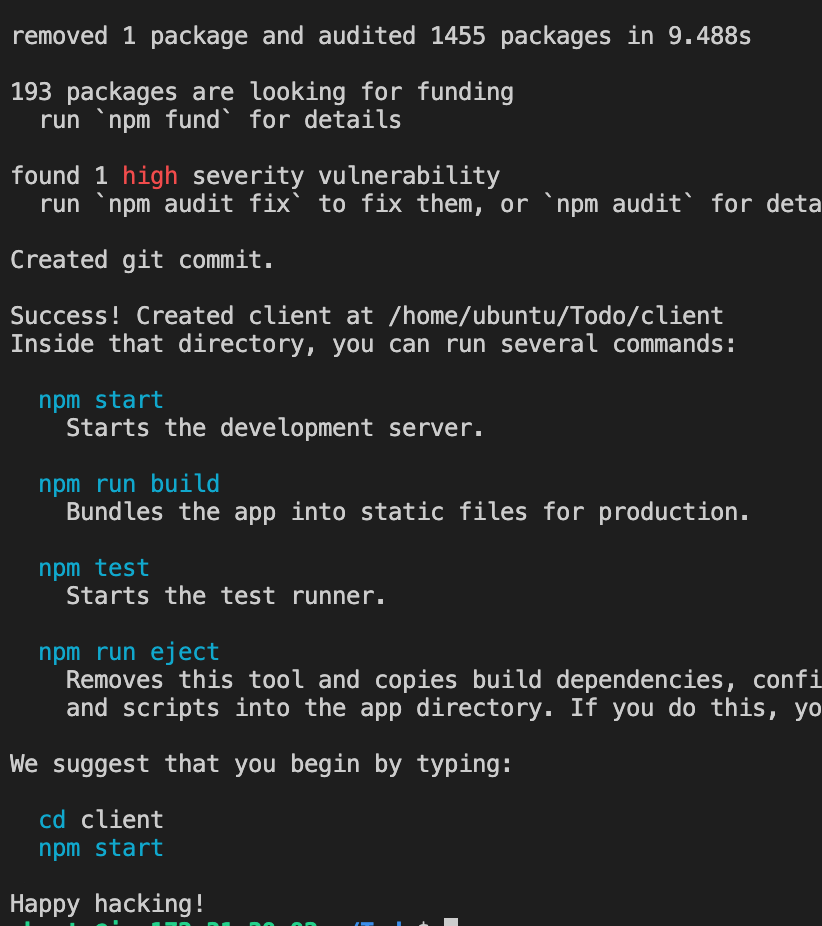 removed 1 package and audited 1455 packages in 9.488s
193 packages are looking for funding
run `npm fund` for details
found 1 high severity vulnerability
run `npm audit fix` to fix them, or `npm audit` for deta
Created git commit.
Success! Created client at /home/ubuntu/Todo/client
Inside that directory, you can run several commands:
npm start
Starts the development server.
npm run build
Bundles the app into static files for production.
npm test
Starts the test runner.
npm run eject
Removes this tool and copies build dependencies, confi
and scripts into the app directory. If you do this, yo
We suggest that you begin by typing:
cd client
npm start
Happy hacking!